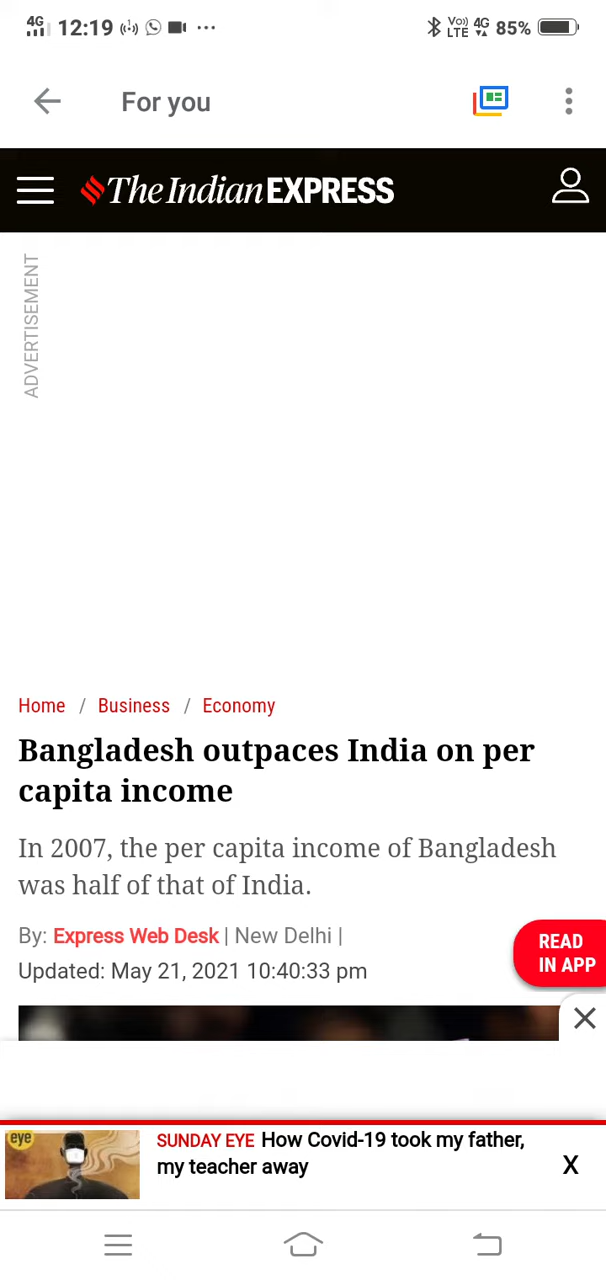 4G 12:19 ...
Vo)) LTE 4G 85%
For you
The Indian EXPRESS
ADVERTISEMENT
Home / Business / Economy
Bangladesh outpaces India on per
capita income
In 2007, the per capita income of Bangladesh
was half of that of India.
By: Express Web Desk | New Delhi |
Updated: May 21, 2021 10:40:33 pm
READ
IN APP
eye
SUNDAY EYE How Covid-19 took my father,
my teacher away
X